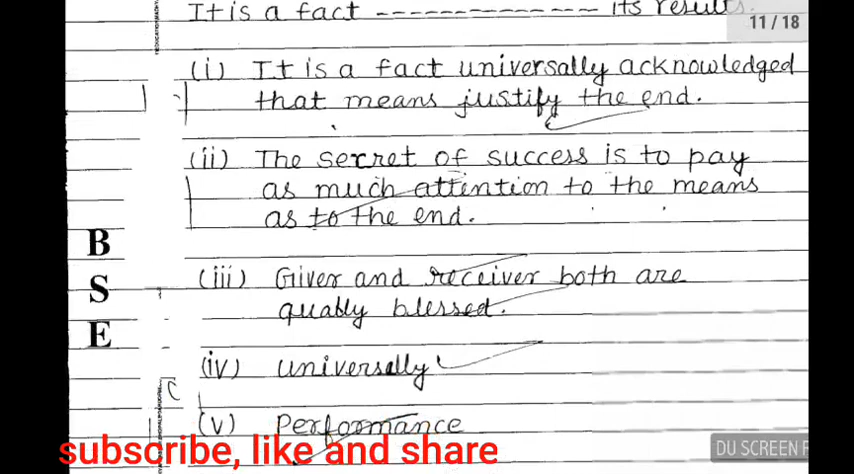 It is a fact -------------- its results.
11 / 18
(i) It is a fact universally acknowledged
that means justify the end.
(ii) The secret of success is to pay
as much attention to the means
as to the end.
(iii) Giver and receiver both are
qually blessed.
(iv) universally
(v) Performance
B
S
E
subscribe, like and share
DU SCREEN R